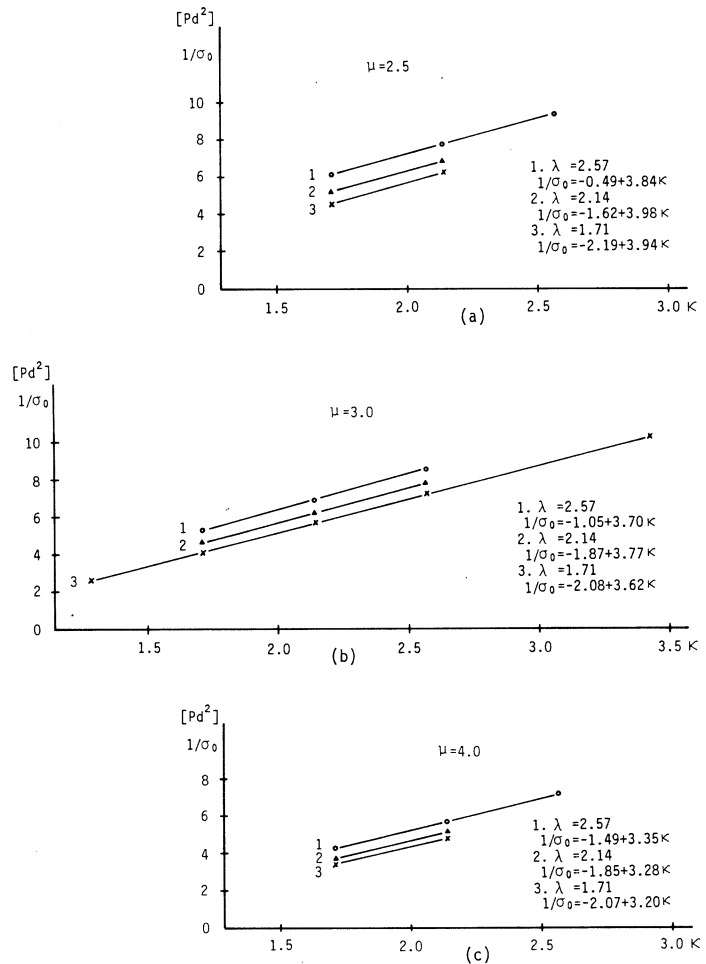 [Pd²]
1/σ₀
μ=2.5
10
8
6
4
2
0
1
2
3
1. λ =2.57
1/σ₀=-0.49+3.84κ
2. λ =2.14
1/σ₀=-1.62+3.98κ
3. λ =1.71
1/σ₀=-2.19+3.94κ
1.5 2.0 2.5 3.0 κ
(a)
[Pd²]
1/σ₀
μ=3.0
10
8
6
4
2
0
1
2
3
1. λ =2.57
1/σ₀=-1.05+3.70κ
2. λ =2.14
1/σ₀=-1.87+3.77κ
3. λ =1.71
1/σ₀=-2.08+3.62κ
1.5 2.0 2.5 3.0 3.5 κ
(b)
[Pd²]
1/σ₀
μ=4.0
8
6
4
2
0
1
2
3
1. λ =2.57
1/σ₀=-1.49+3.35κ
2. λ =2.14
1/σ₀=-1.85+3.28κ
3. λ =1.71
1/σ₀=-2.07+3.20κ
1.5 2.0 2.5 3.0 κ
(c)